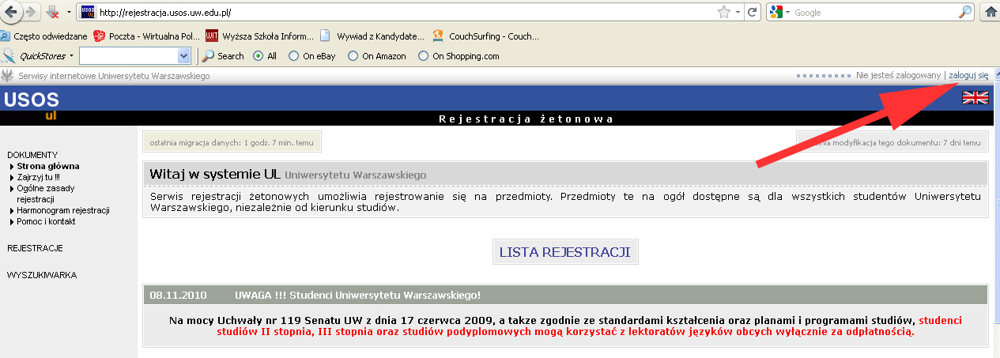 http://rejestracja.usos.uw.edu.pl/
Google
Często odwiedzane
Poczta - Wirtualna Pol...
WIT Wyższa Szkoła Inform...
Wywiad z Kandydate...
CouchSurfing - Couch...
QuickStores
Search
All
On eBay
On Amazon
On Shopping.com
Serwisy internetowe Uniwersytetu Warszawskiego
Nie jesteś zalogowany | zaloguj się
USOS
ul
Rejestracja żetonowa
DOKUMENTY
Strona główna
Zajrzyj tu !!!
Ogólne zasady
rejestracji
Harmonogram rejestracji
Pomoc i kontakt
REJESTRACJE
WYSZUKIWARKA
ostatnia migracja danych: 1 godz. 7 min. temu
modyfikacja tego dokumentu: 7 dni temu
Witaj w systemie UL Uniwersytetu Warszawskiego
Serwis rejestracji żetonowych umożliwia rejestrowanie się na przedmioty. Przedmioty te na ogół dostępne są dla wszystkich studentów Uniwersytetu
Warszawskiego, niezależnie od kierunku studiów.
LISTA REJESTRACJI
08.11.2010 UWAGA !!! Studenci Uniwersytetu Warszawskiego!
Na mocy Uchwały nr 119 Senatu UW z dnia 17 czerwca 2009, a takze zgodnie ze standardami kształcenia oraz planami i programami studiów, studenci
studiów II stopnia, III stopnia oraz studiów podyplomowych mogą korzystać z lektoratów języków obcych wyłącznie za odpłatnością.